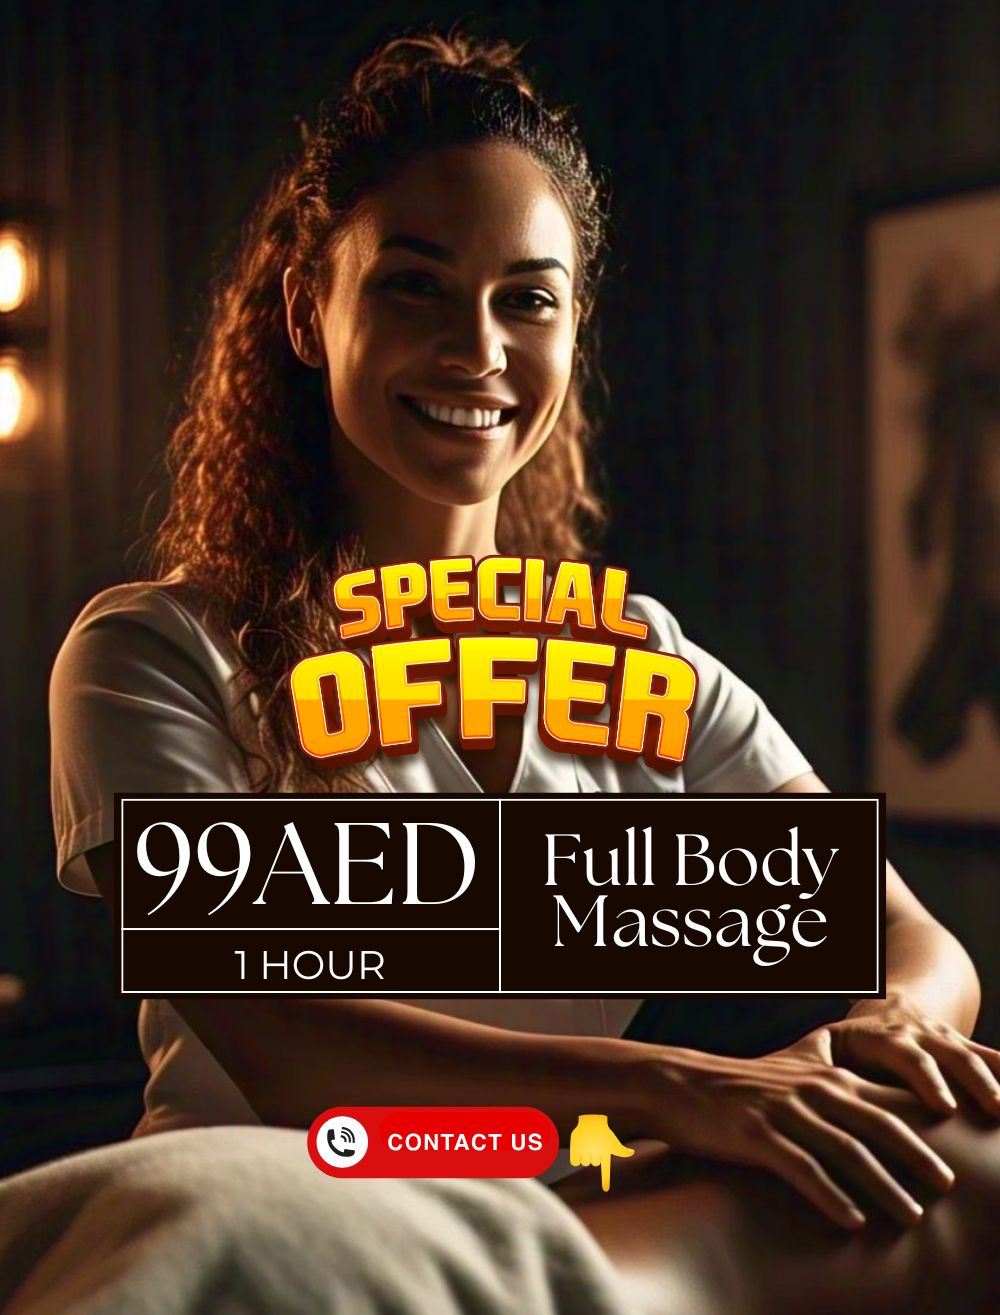 SPECIAL
OFFER
99AED
1 HOUR
Full Body
Massage
CONTACT US